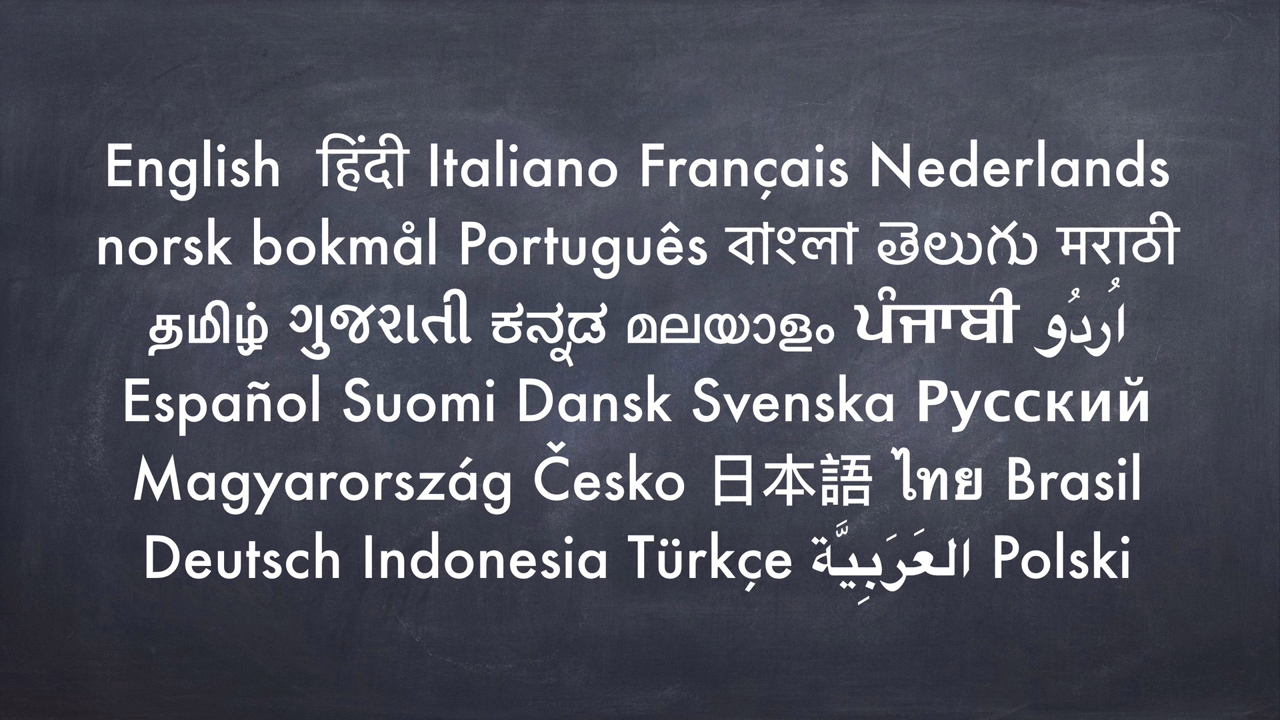 English हिंदी Italiano Français Nederlands
norsk bokmål Português বাংলা తెలుగు मराठी
தமிழ் ગુજરાતી ಕನ್ನಡ മലയാളം ਪੰਜਾਬੀ اُردُو
Español Suomi Dansk Svenska Русский
Magyarország Česko 日本語 ไทย Brasil
Deutsch Indonesia Türkçe العَرَبِيَّة Polski